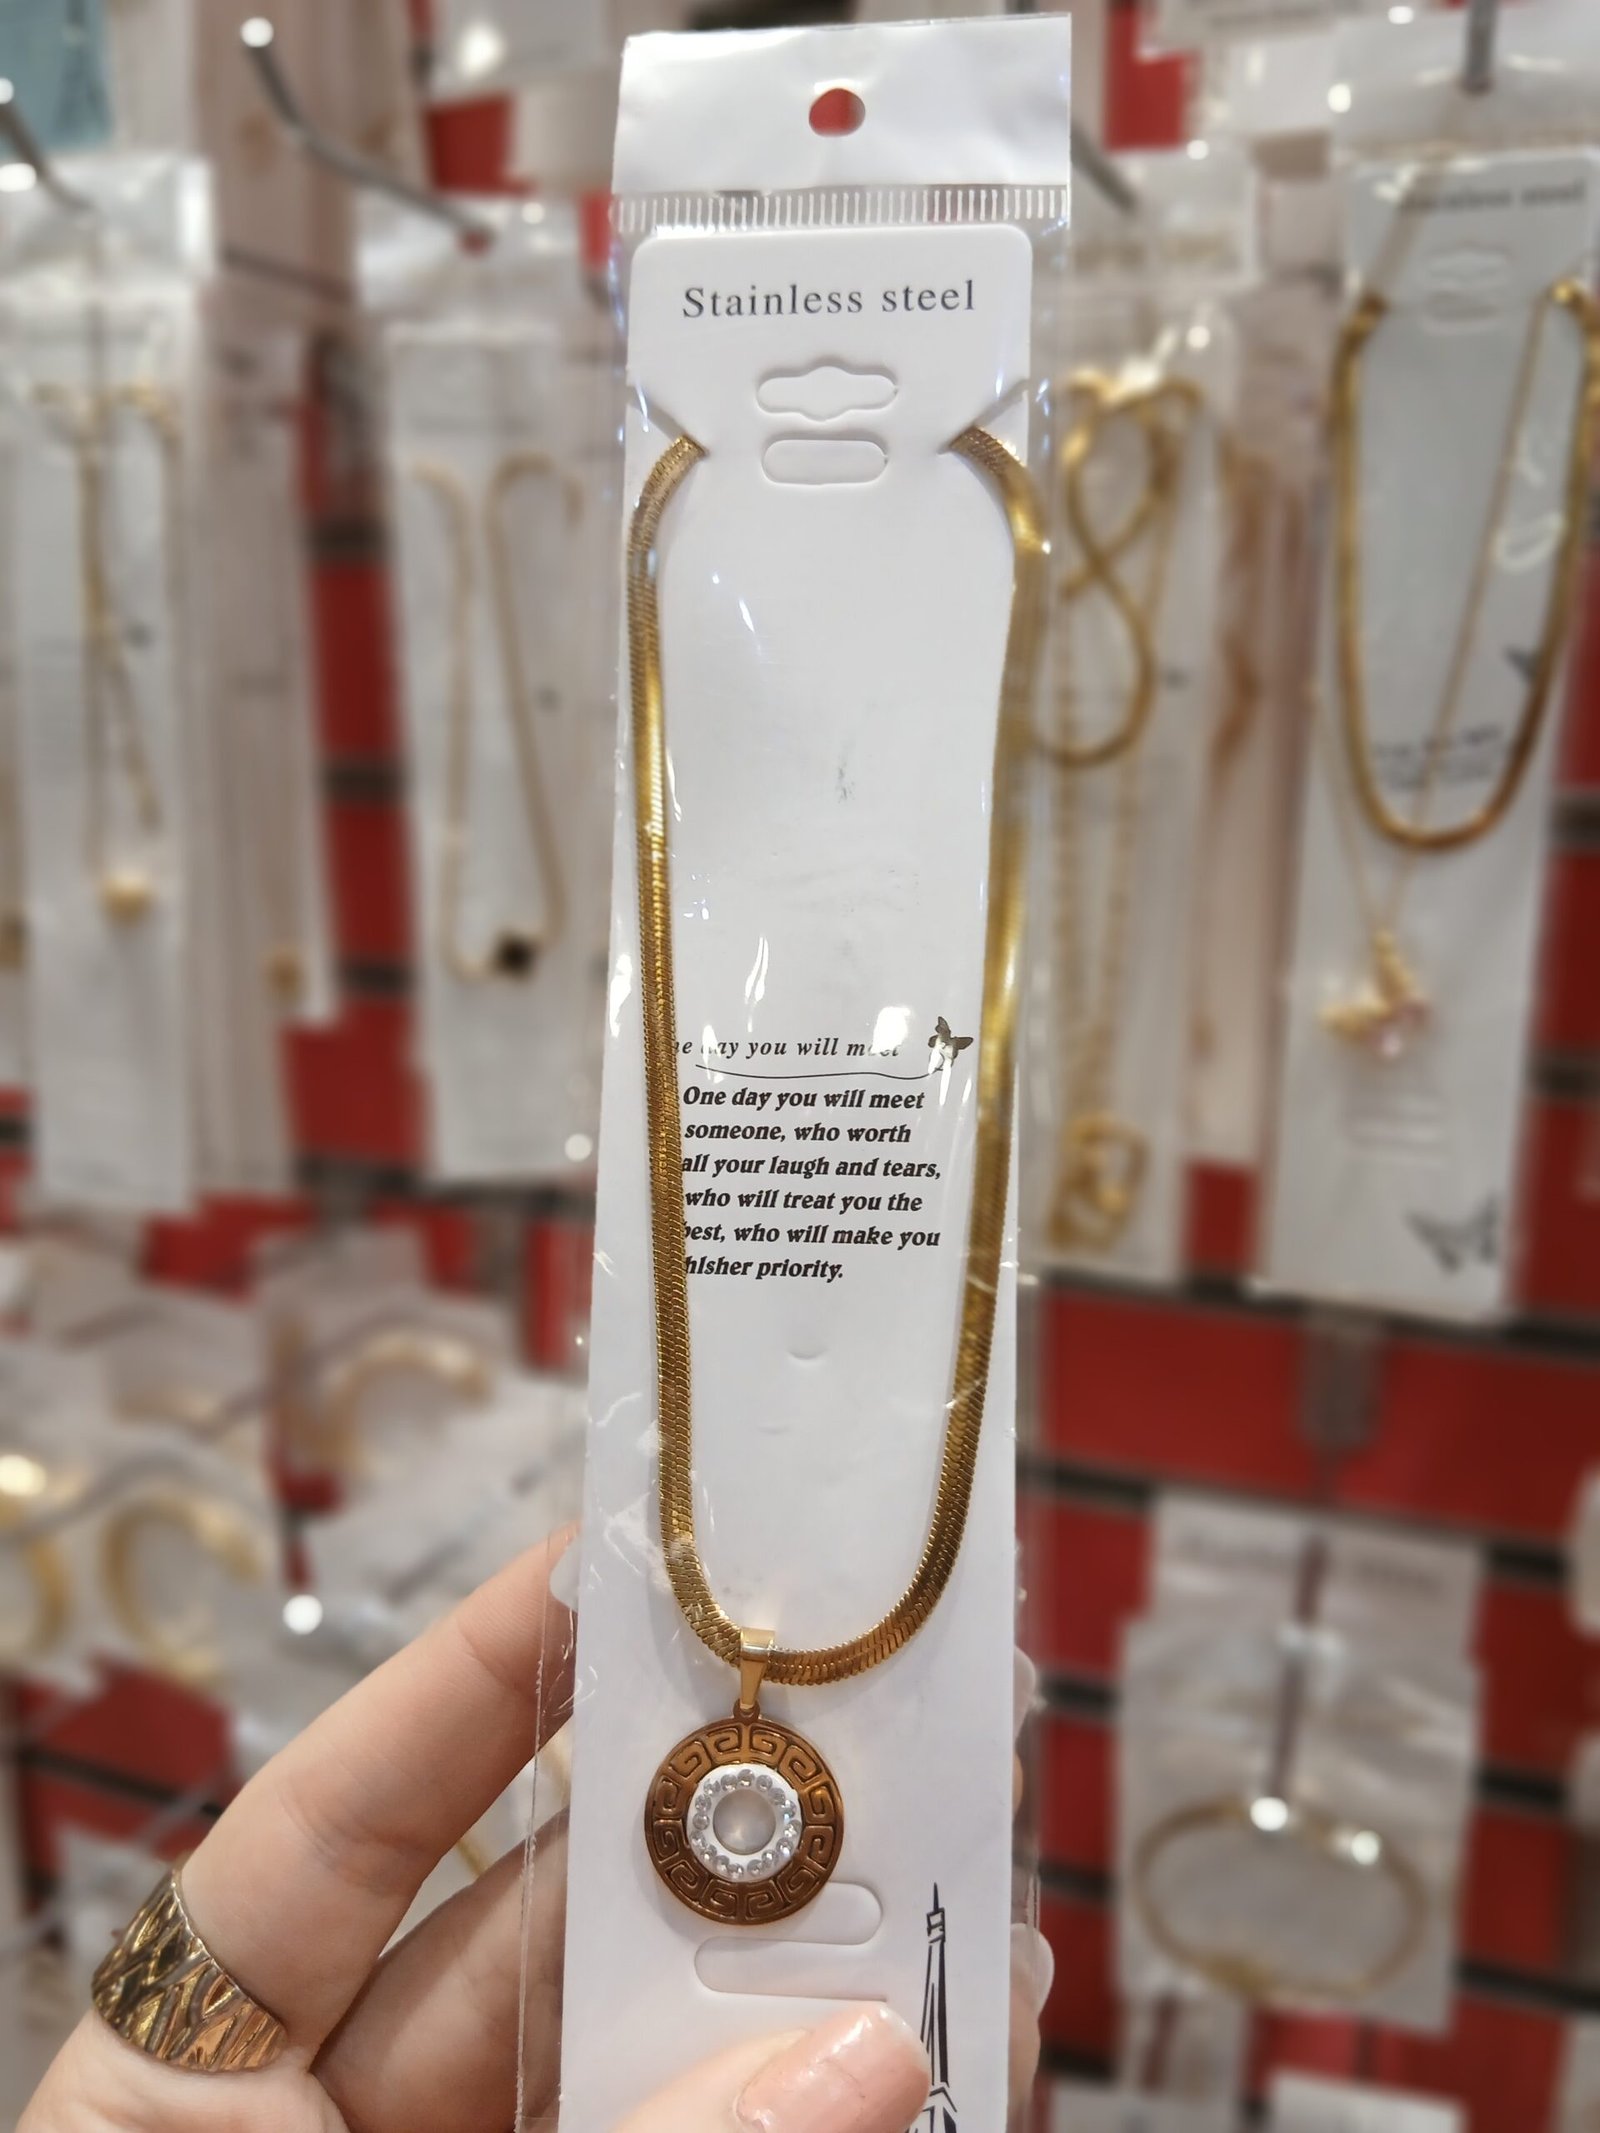 Stainless steel
day you will meet
One day you will meet
someone, who worth
all your laugh and tears,
who will treat you the
best, who will make you
hlsher priority.